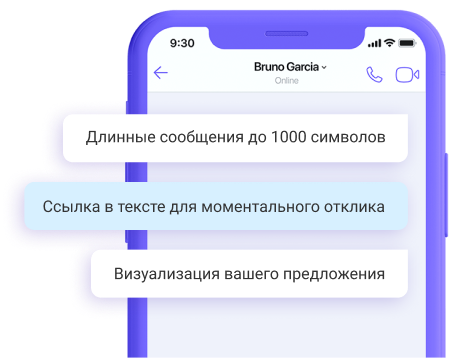 9:30
Bruno Garcia
Online
Длинные сообщения до 1000 символов
Ссылка в тексте для моментального отклика
Визуализация вашего предложения